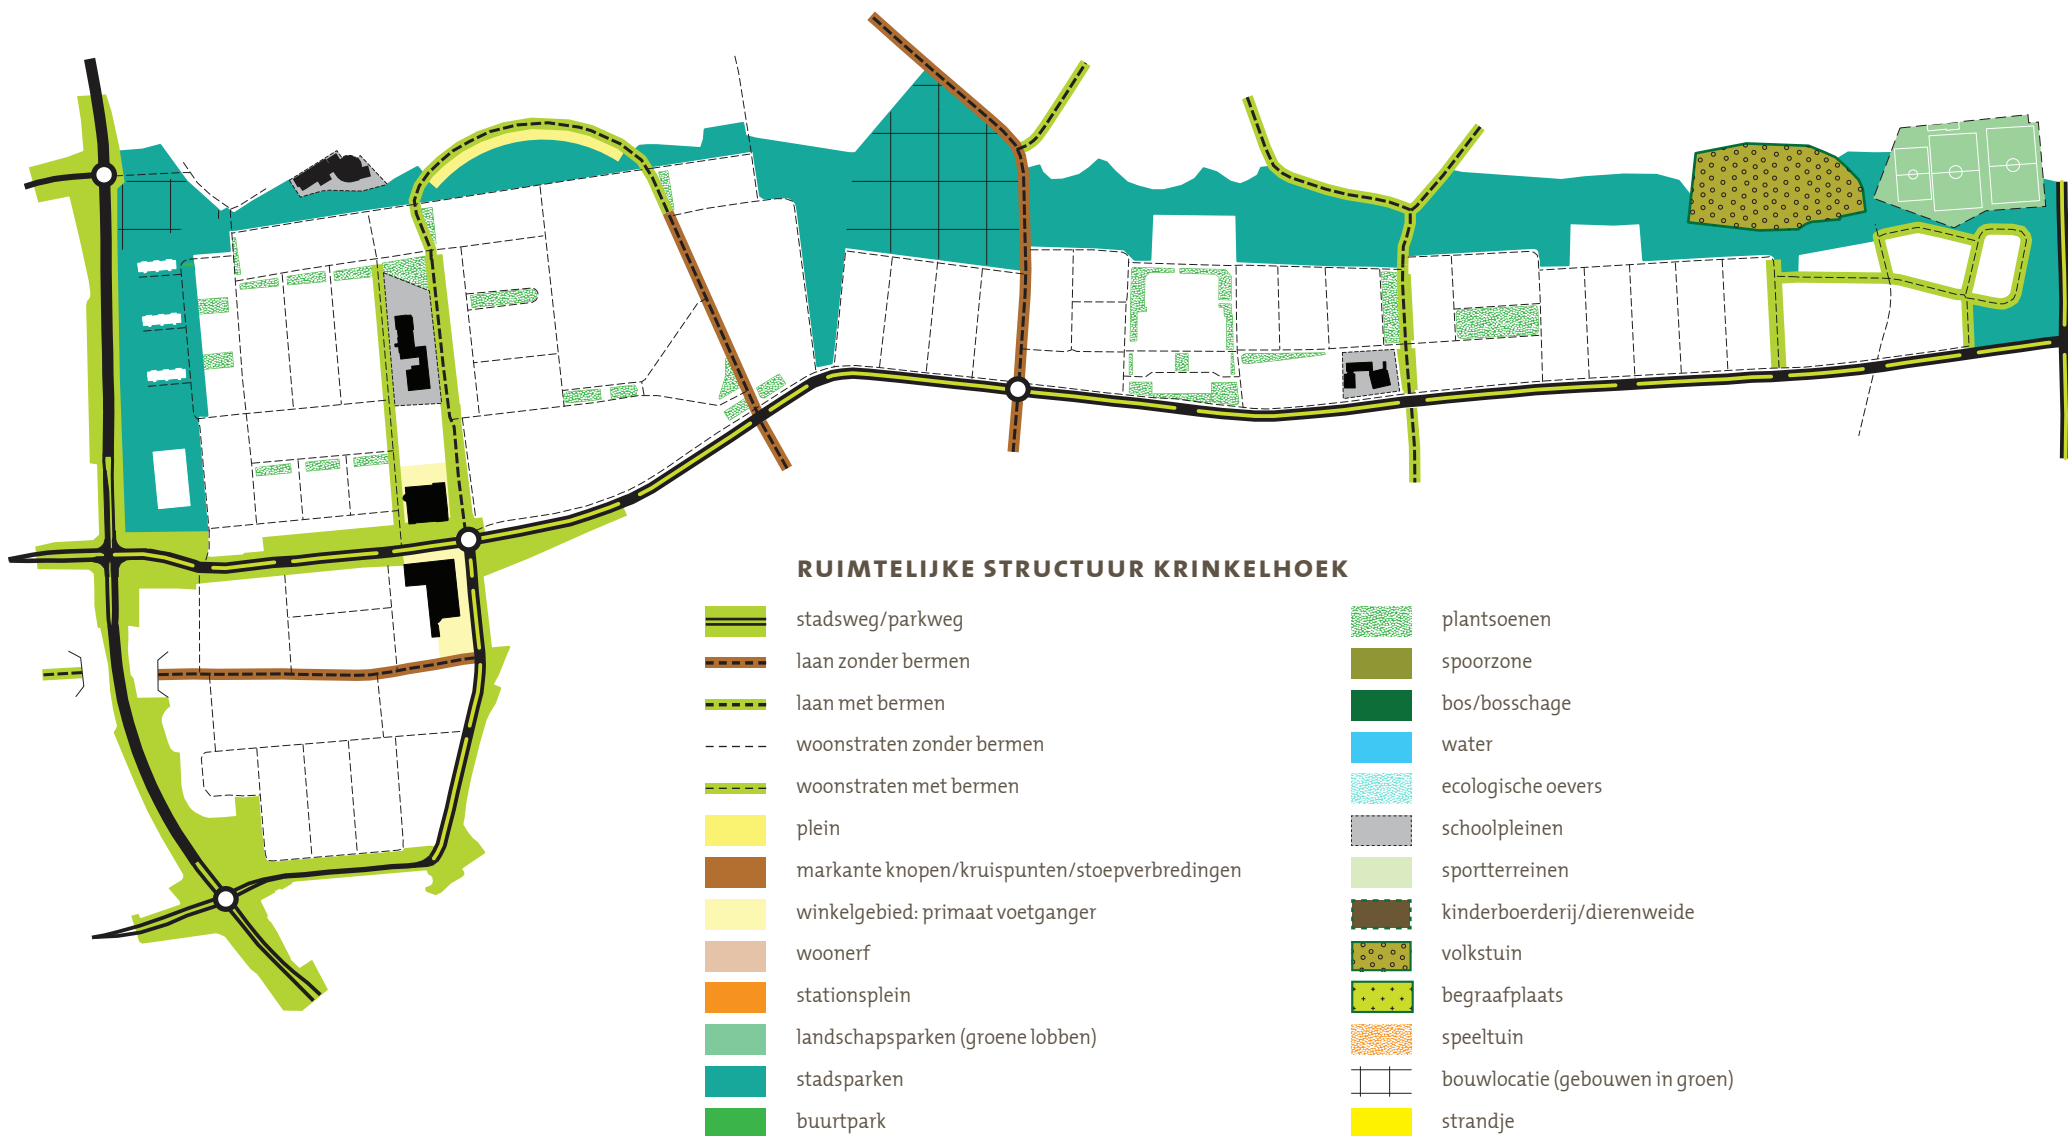 RUIMTELIJKE STRUCTUUR KRINKELHOEK
stadsweg/parkweg
laan zonder bermen
laan met bermen
woonstraten zonder bermen
woonstraten met bermen
plein
markante knopen/kruispunten/stoepverbredingen
winkelgebied: primaat voetganger
woonerf
stationsplein
landschapsparken (groene lobben)
stadsparken
buurtpark
plantsoenen
spoorzone
bos/bosschage
water
ecologische oevers
schoolpleinen
sportterreinen
kinderboerderij/dierenweide
volkstuin
begraafplaats
speeltuin
bouwlocatie (gebouwen in groen)
strandje